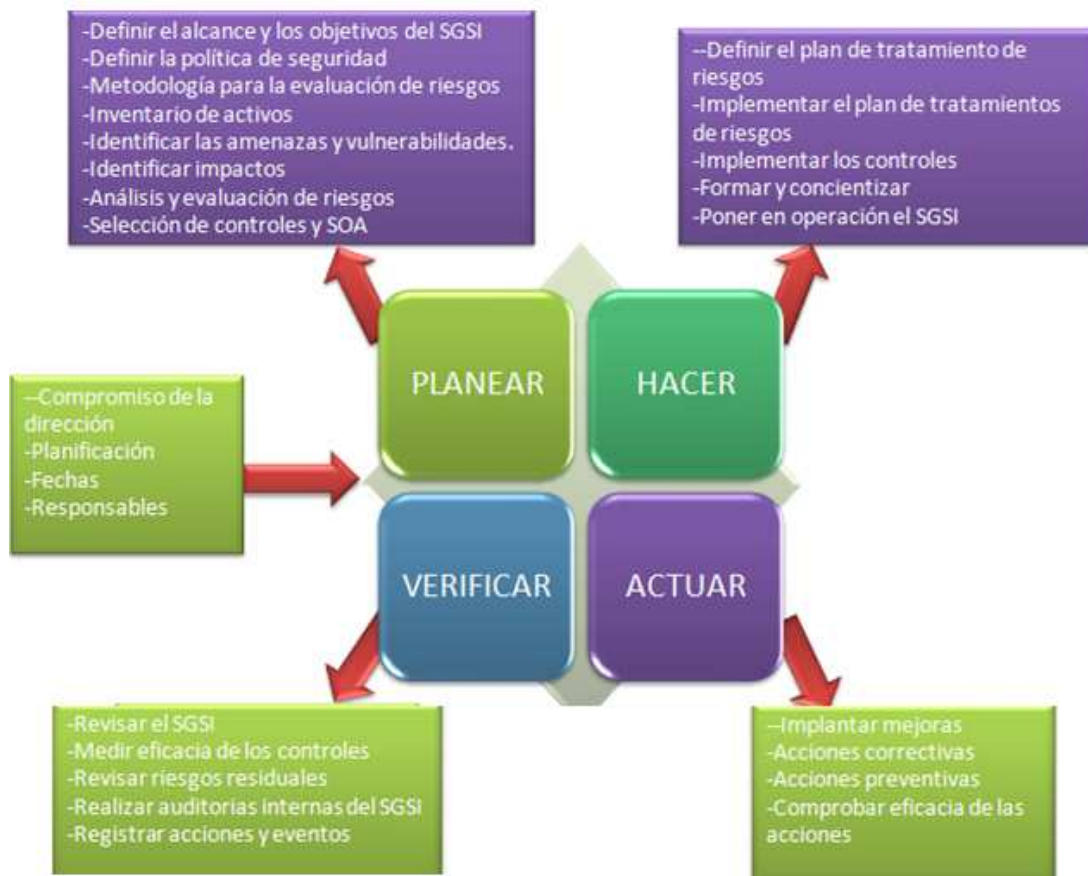 -Definir el alcance y los objetivos del SGSI
-Definir la política de seguridad
-Metodología para la evaluación de riesgos
-Inventario de activos
-Identificar las amenazas y vulnerabilidades.
-Identificar impactos
-Análisis y evaluación de riesgos
-Selección de controles y SOA
--Definir el plan de tratamiento de
riesgos
-Implementar el plan de tratamientos
de riesgos
-Implementar los controles
-Formar y concientizar
-Poner en operación el SGSI
PLANEAR
HACER
--Compromiso de la
dirección
-Planificación
-Fechas
-Responsables
VERIFICAR
ACTUAR
-Revisar el SGSI
-Medir eficacia de los controles
-Revisar riesgos residuales
-Realizar auditorias internas del SGSI
-Registrar acciones y eventos
--Implantar mejoras
-Acciones correctivas
-Acciones preventivas
-Comprobar eficacia de las
acciones